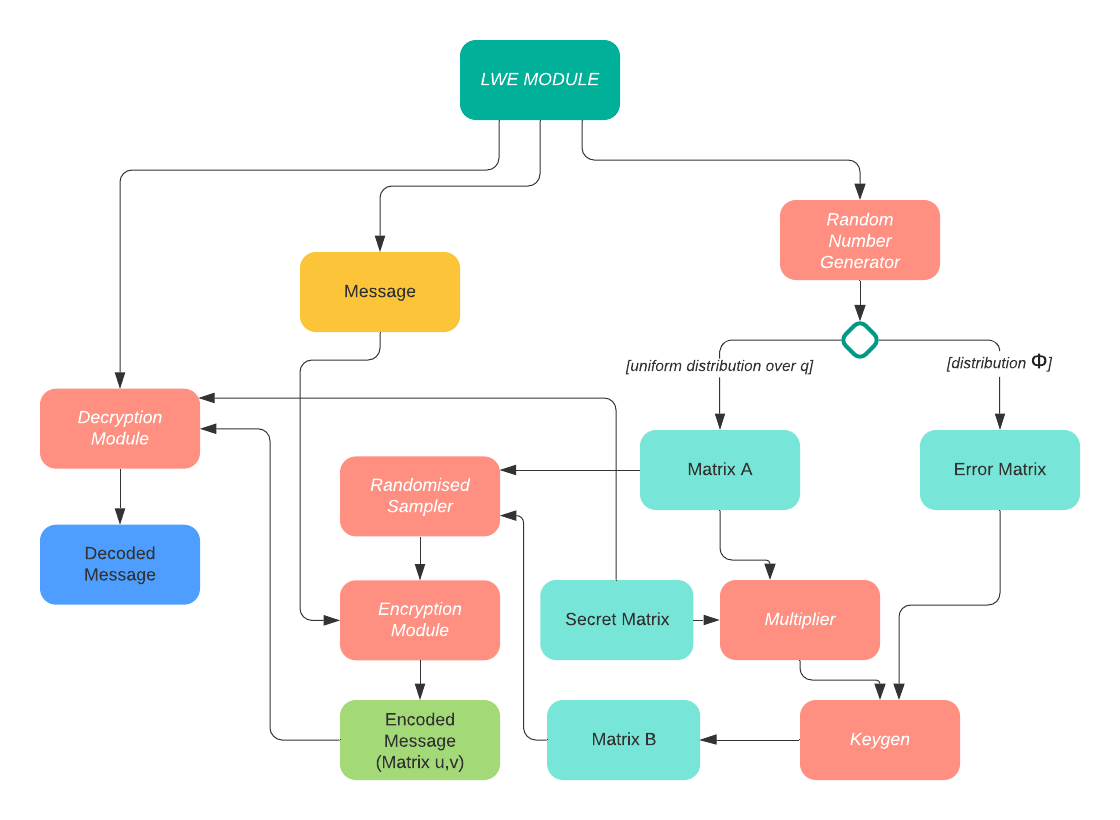 LWE MODULE
Random
Number
Generator
Message
[uniform distribution over q]
[distribution Φ]
Decryption
Module
Matrix A
Error Matrix
Randomised
Sampler
Decoded
Message
Encryption
Module
Secret Matrix
Multiplier
Encoded
Message
(Matrix u,v)
Matrix B
Keygen